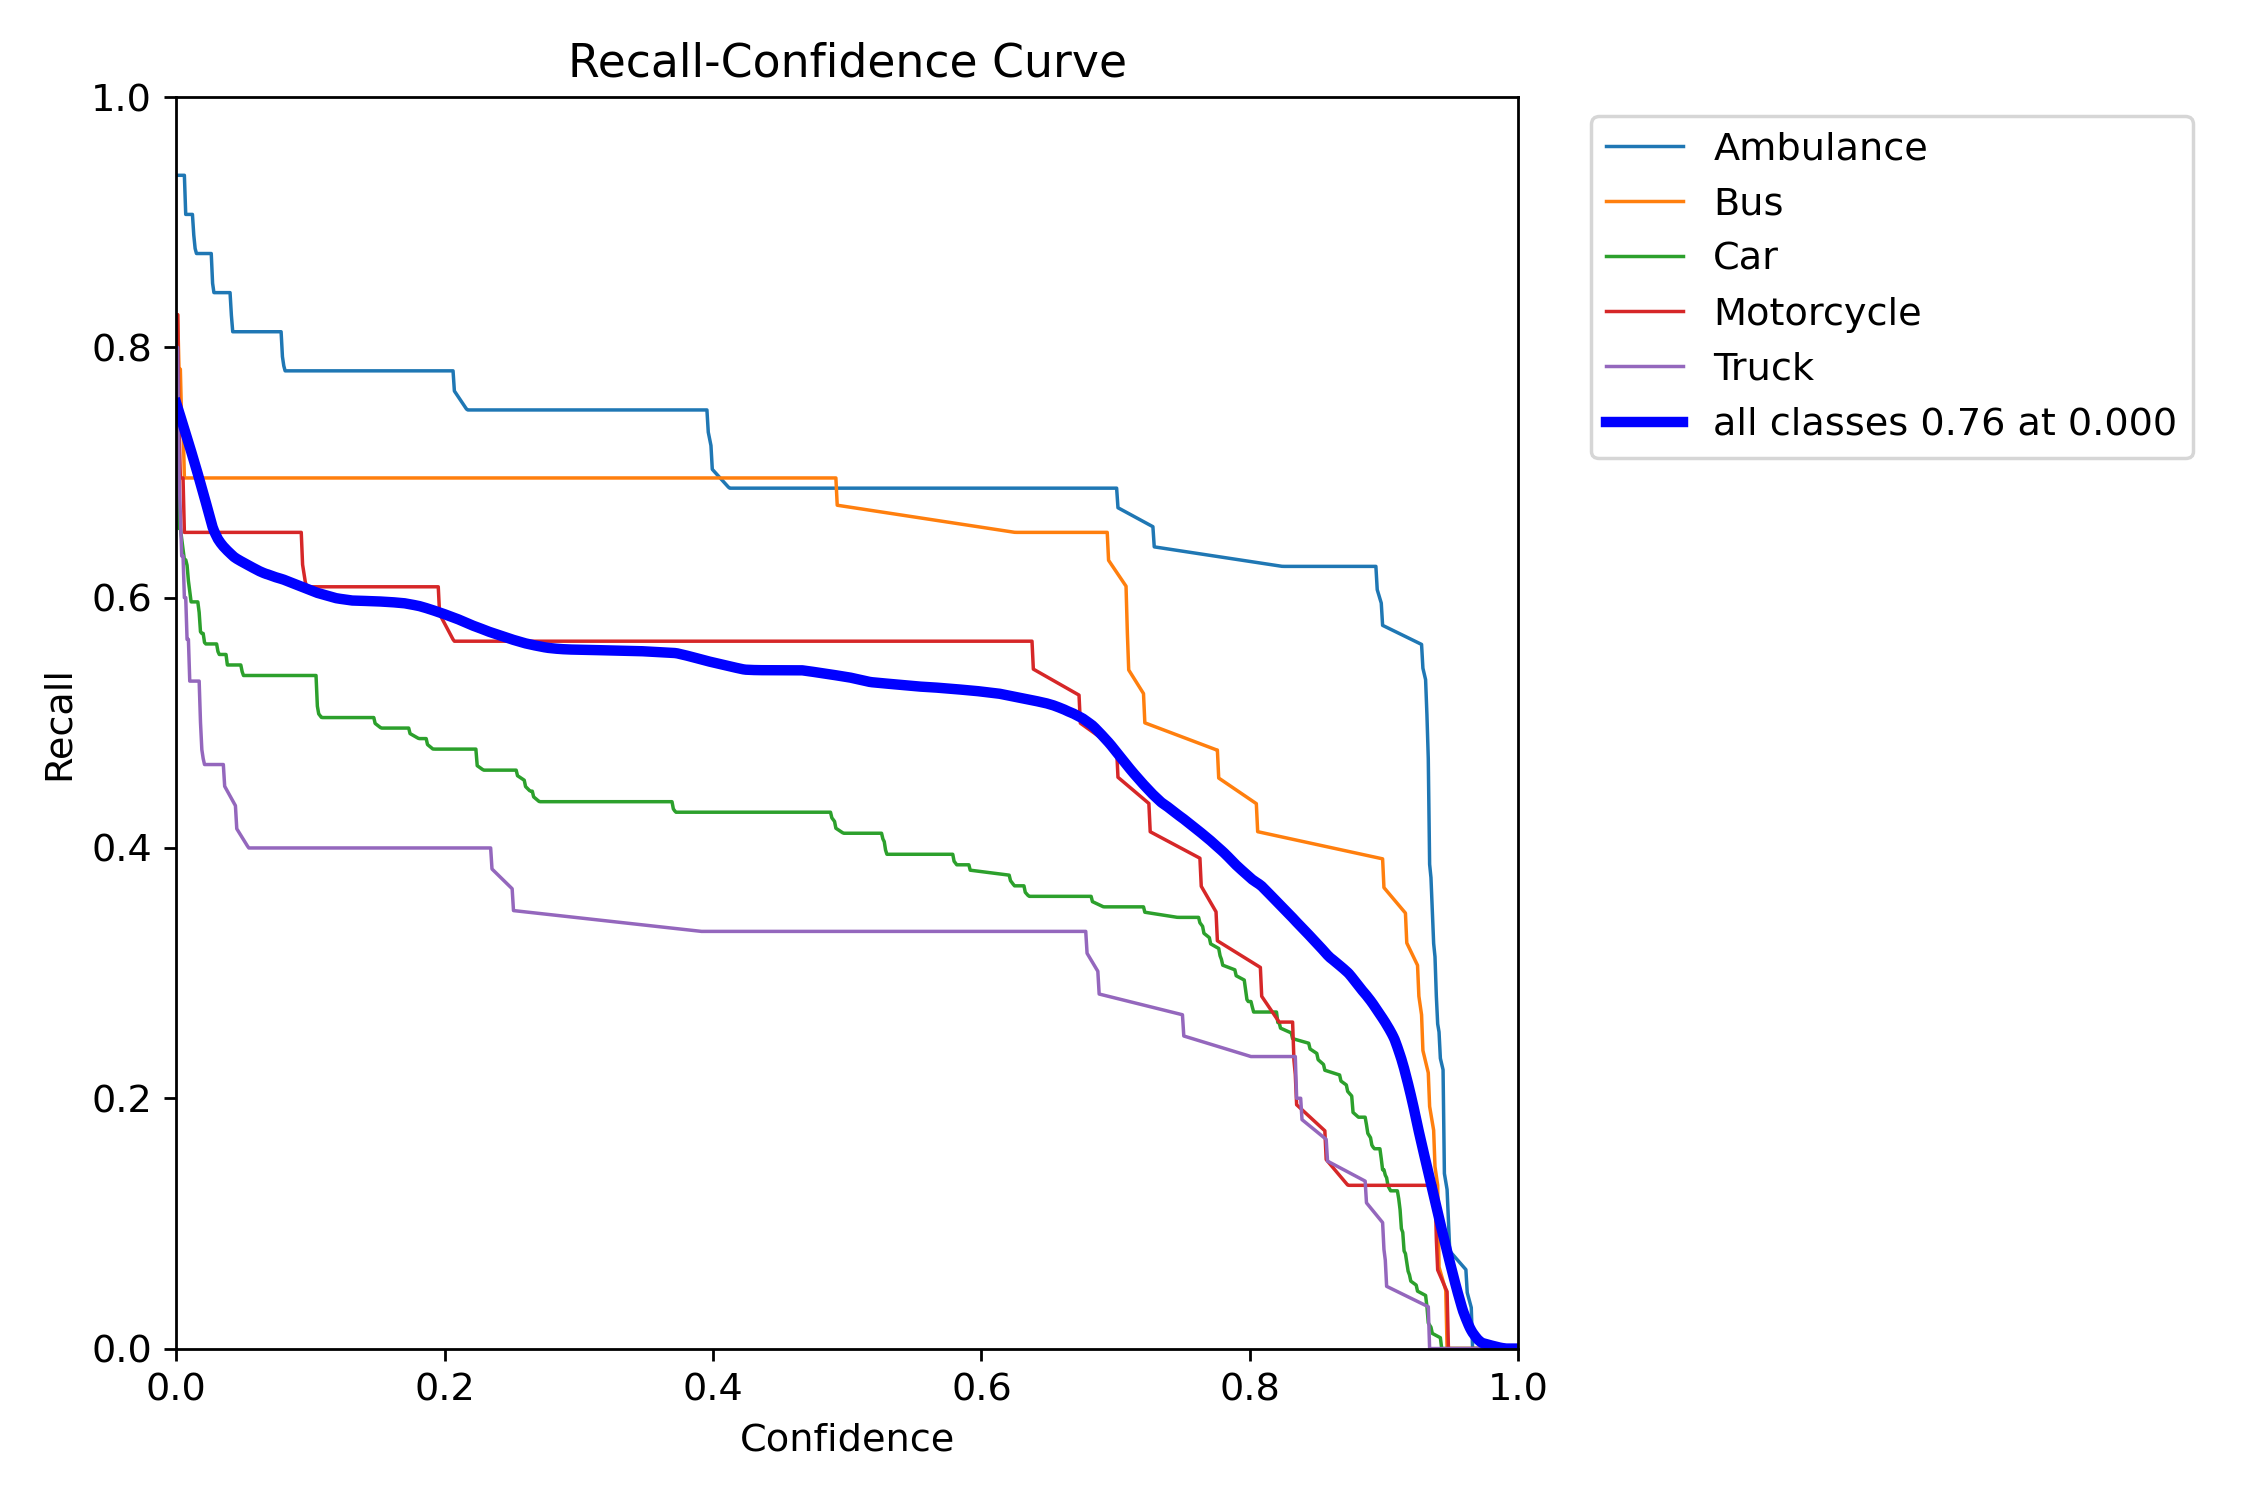 Recall-Confidence Curve
1.0
0.8
0.6
0.4
0.2
0.0
Recall
0.0 0.2 0.4 0.6 0.8 1.0
Confidence
Ambulance
Bus
Car
Motorcycle
Truck
all classes 0.76 at 0.000